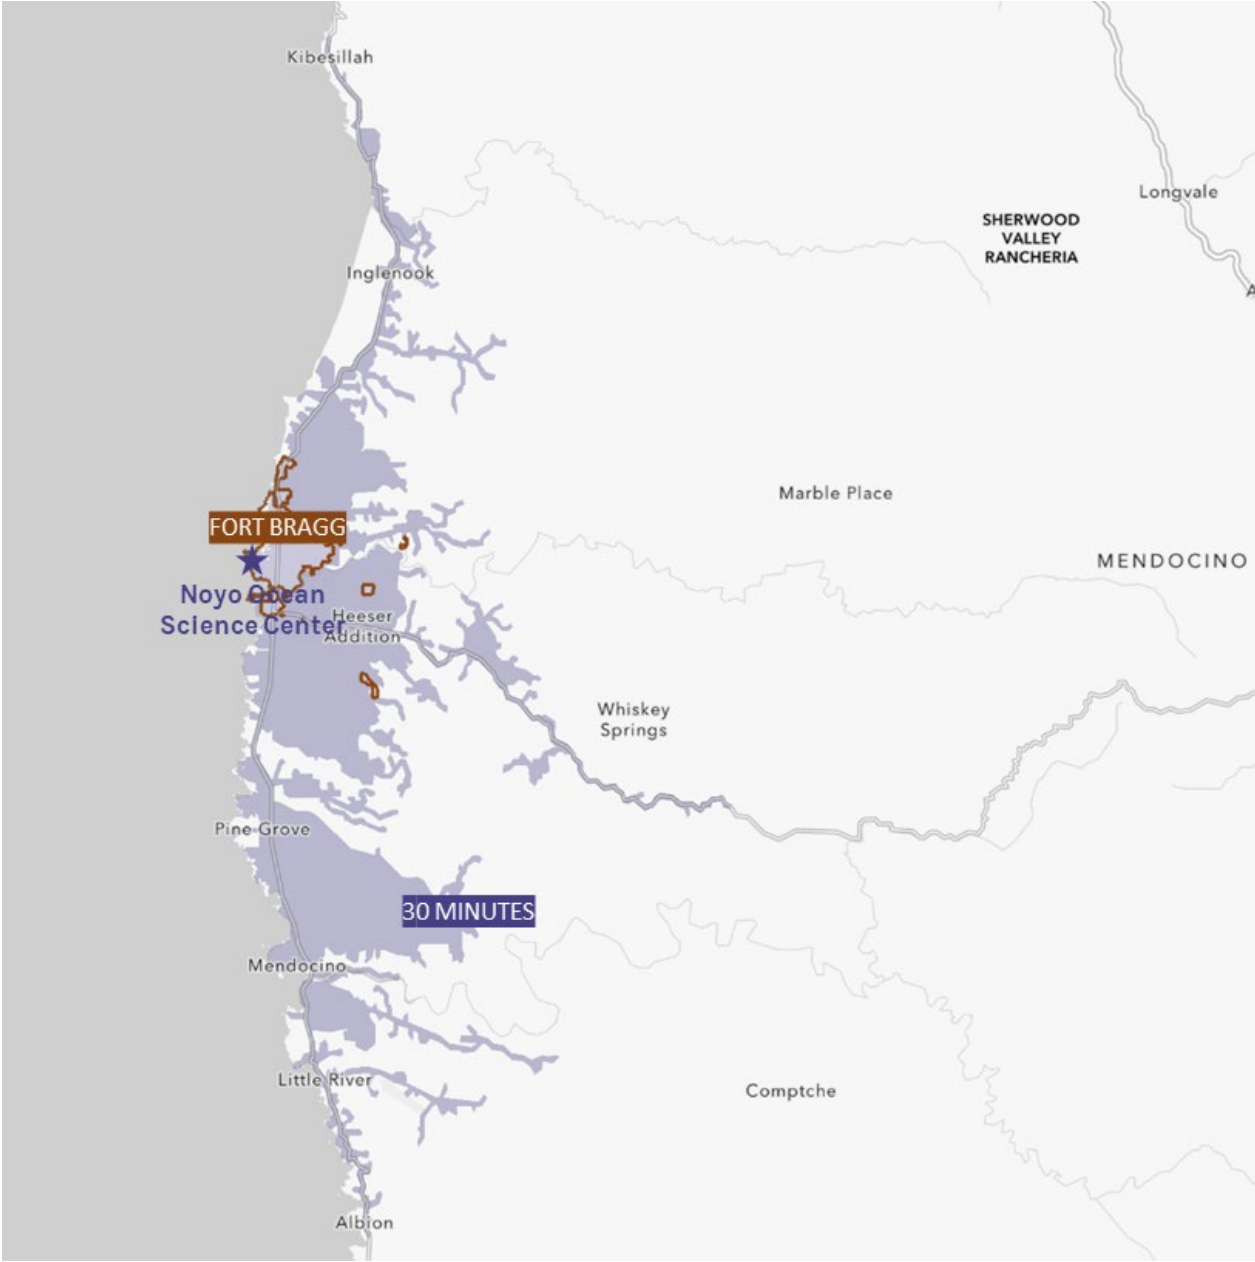 Kibesillah
Longvale
SHERWOOD
VALLEY
RANCHERIA
Inglenook
A
Marble Place
FORT BRAGG
MENDOCINO
Noyo Ocean
Science Center
Heeser
Addition
Whiskey
Springs
Pine Grove
30 MINUTES
Mendocino
Little River
Comptche
Albion